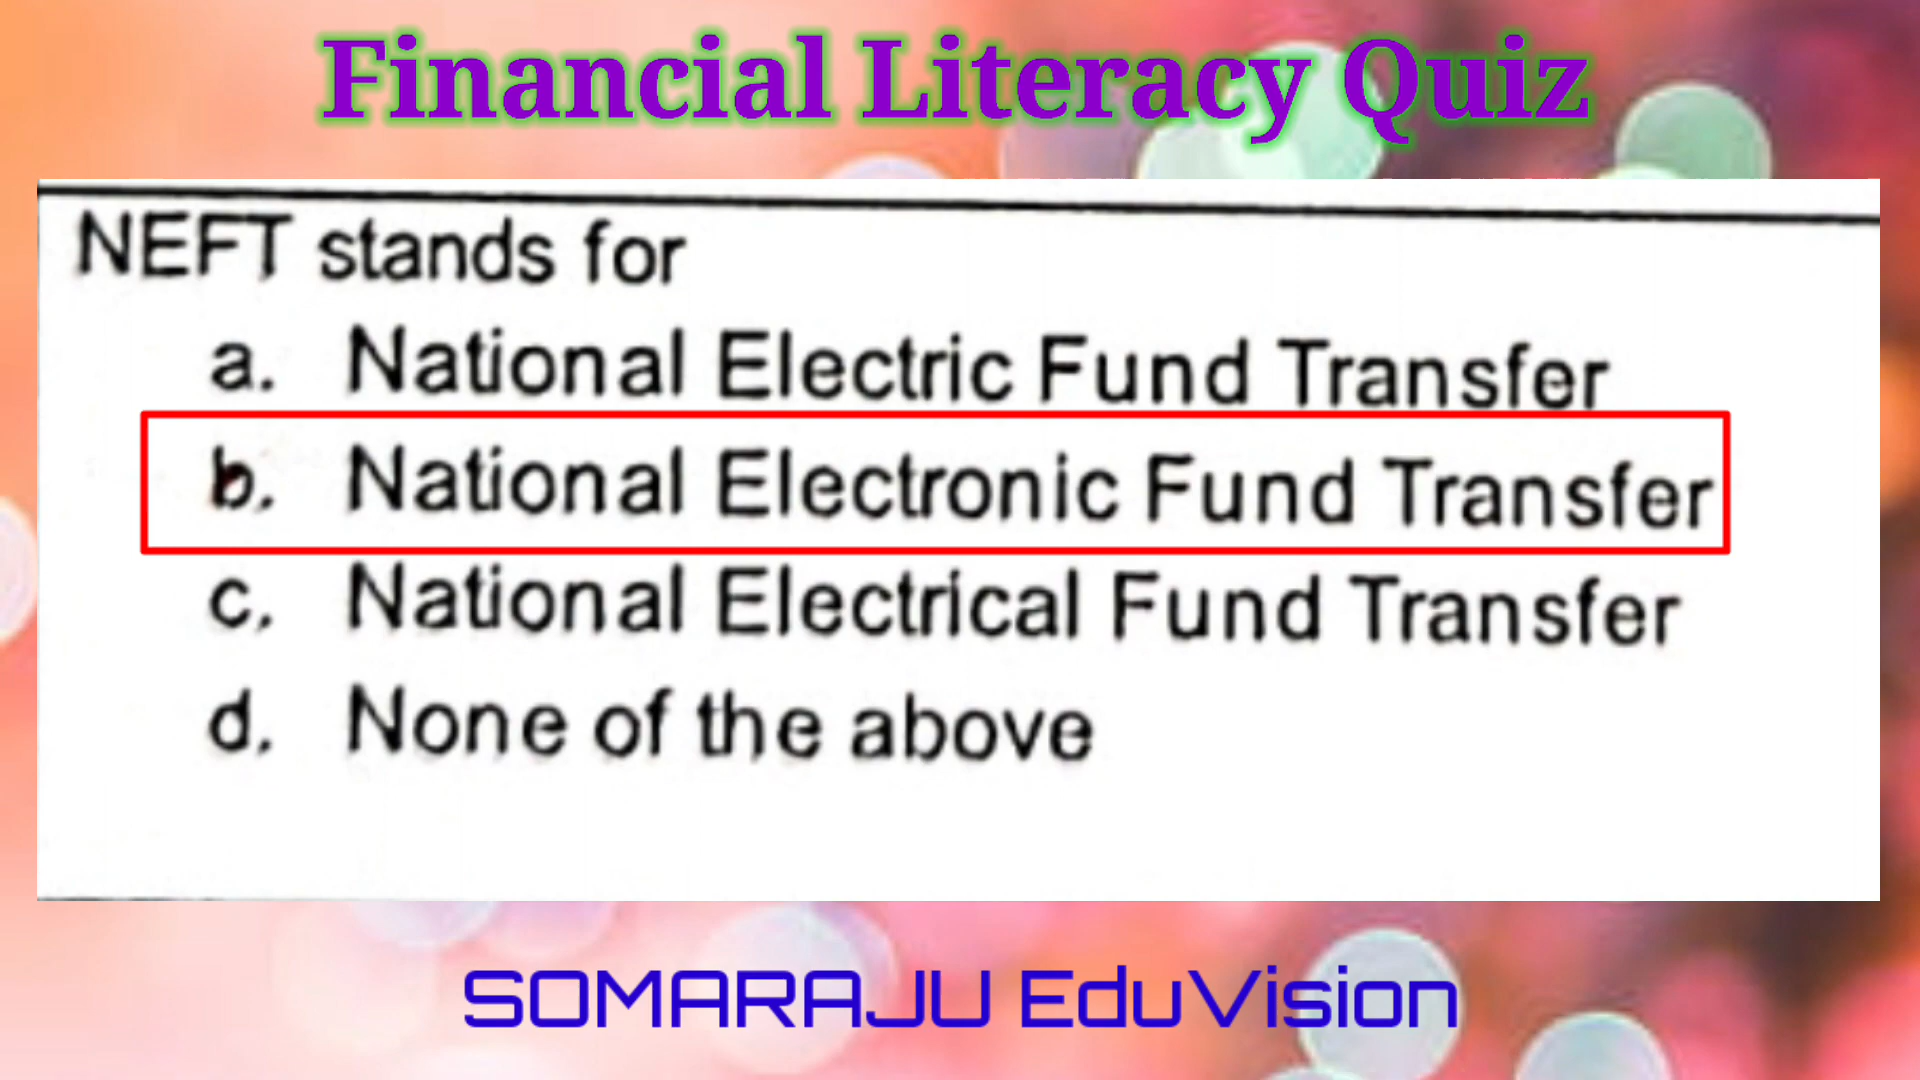 Financial Literacy Quiz
NEFT stands for
a. National Electric Fund Transfer
b. National Electronic Fund Transfer
c. National Electrical Fund Transfer
d. None of the above
SOMARAJU EduVision